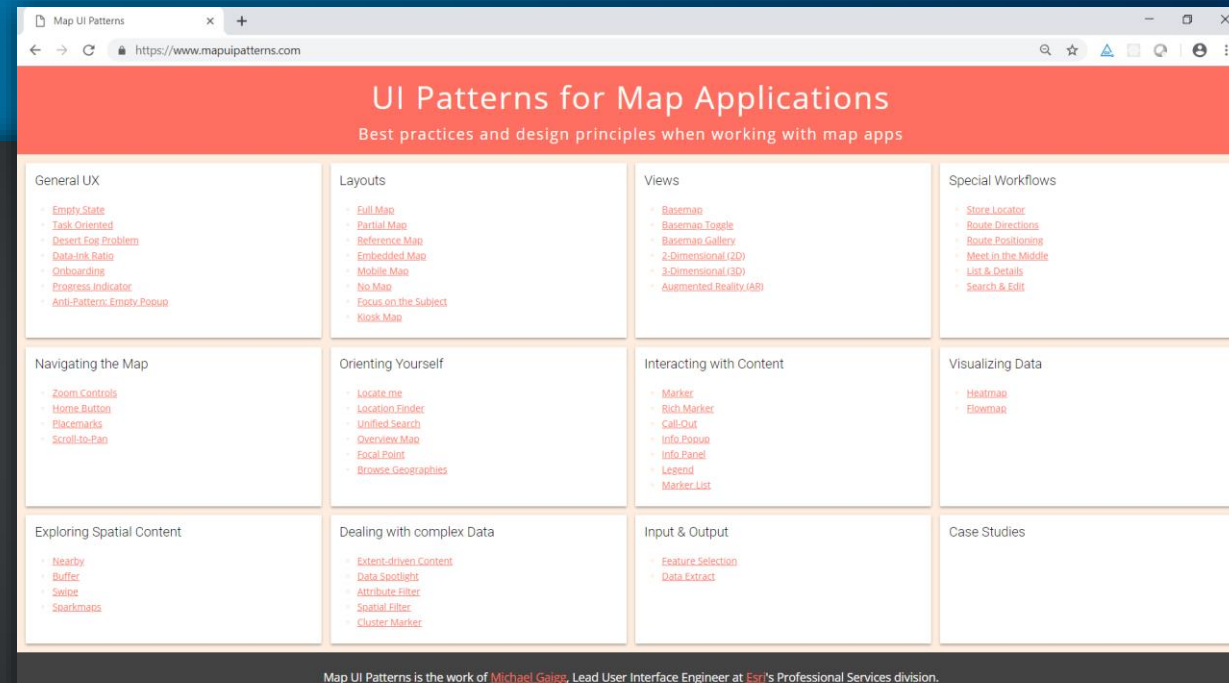 Map UI Patterns
https://www.mapuipatterns.com
UI Patterns for Map Applications
Best practices and design principles when working with map apps
General UX
Empty State
Task Oriented
Desert Fog Problem
Data-Ink Ratio
Onboarding
Progress Indicator
Anti-Pattern: Empty Popup
Layouts
Full Map
Partial Map
Reference Map
Embedded Map
Mobile Map
No Map
Focus on the Subject
Kiosk Map
Views
Basemap
Basemap Toggle
Basemap Gallery
2-Dimensional (2D)
3-Dimensional (3D)
Augmented Reality (AR)
Special Workflows
Store Locator
Route Directions
Route Positioning
Meet in the Middle
List & Details
Search & Edit
Navigating the Map
Zoom Controls
Home Button
Placemarks
Scroll-to-Pan
Orienting Yourself
Locate me
Location Finder
Unified Search
Overview Map
Focal Point
Browse Geographies
Interacting with Content
Marker
Rich Marker
Call-Out
Info Popup
Info Panel
Legend
Marker List
Visualizing Data
Heatmap
Flowmap
Exploring Spatial Content
Nearby
Buffer
Swipe
Sparkmaps
Dealing with complex Data
Extent-driven Content
Data Spotlight
Attribute Filter
Spatial Filter
Cluster Marker
Input & Output
Feature Selection
Data Extract
Case Studies
Map UI Patterns is the work of Michael Gaigg, Lead User Interface Engineer at Esri's Professional Services division.